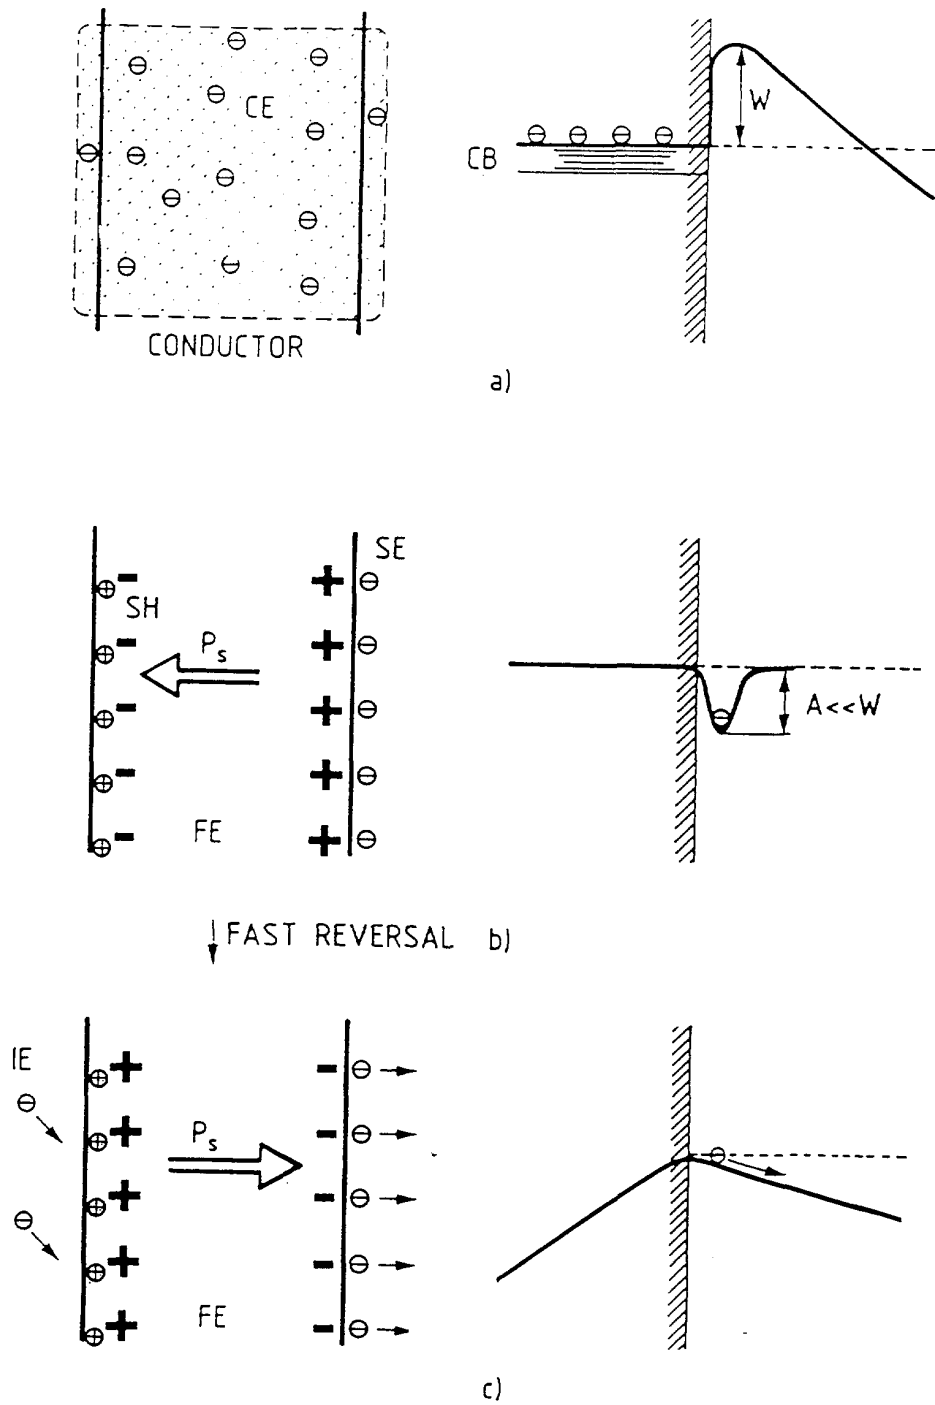 CE
W
CB
CONDUCTOR
a)
SE
SH
Ps
A<<W
FE
FAST REVERSAL b)
IE
Ps
FE
c)